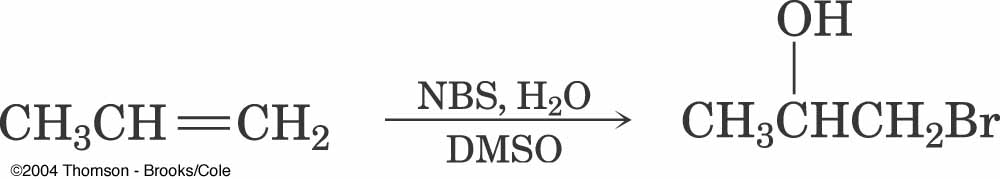 OH
CH₃CH=CH₂ NBS, H₂O CH₃CHCH₂Br
DMSO
©2004 Thomson - Brooks/Cole